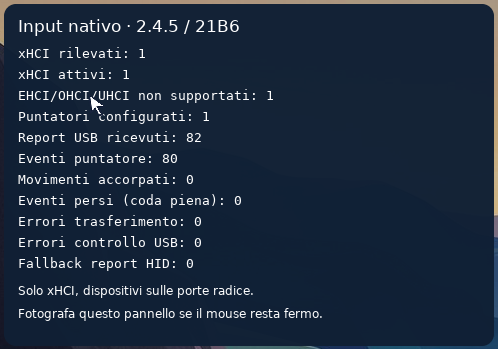 Input nativo · 2.4.5 / 21B6
xHCI rilevati: 1
xHCI attivi: 1
EHCI/OHCI/UHCI non supportati: 1
Puntatori configurati: 1
Report USB ricevuti: 82
Eventi puntatore: 80
Movimenti accorpati: 0
Eventi persi (coda piena): 0
Errori trasferimento: 0
Errori controllo USB: 0
Fallback report HID: 0
Solo xHCI, dispositivi sulle porte radice.
Fotografa questo pannello se il mouse resta fermo.